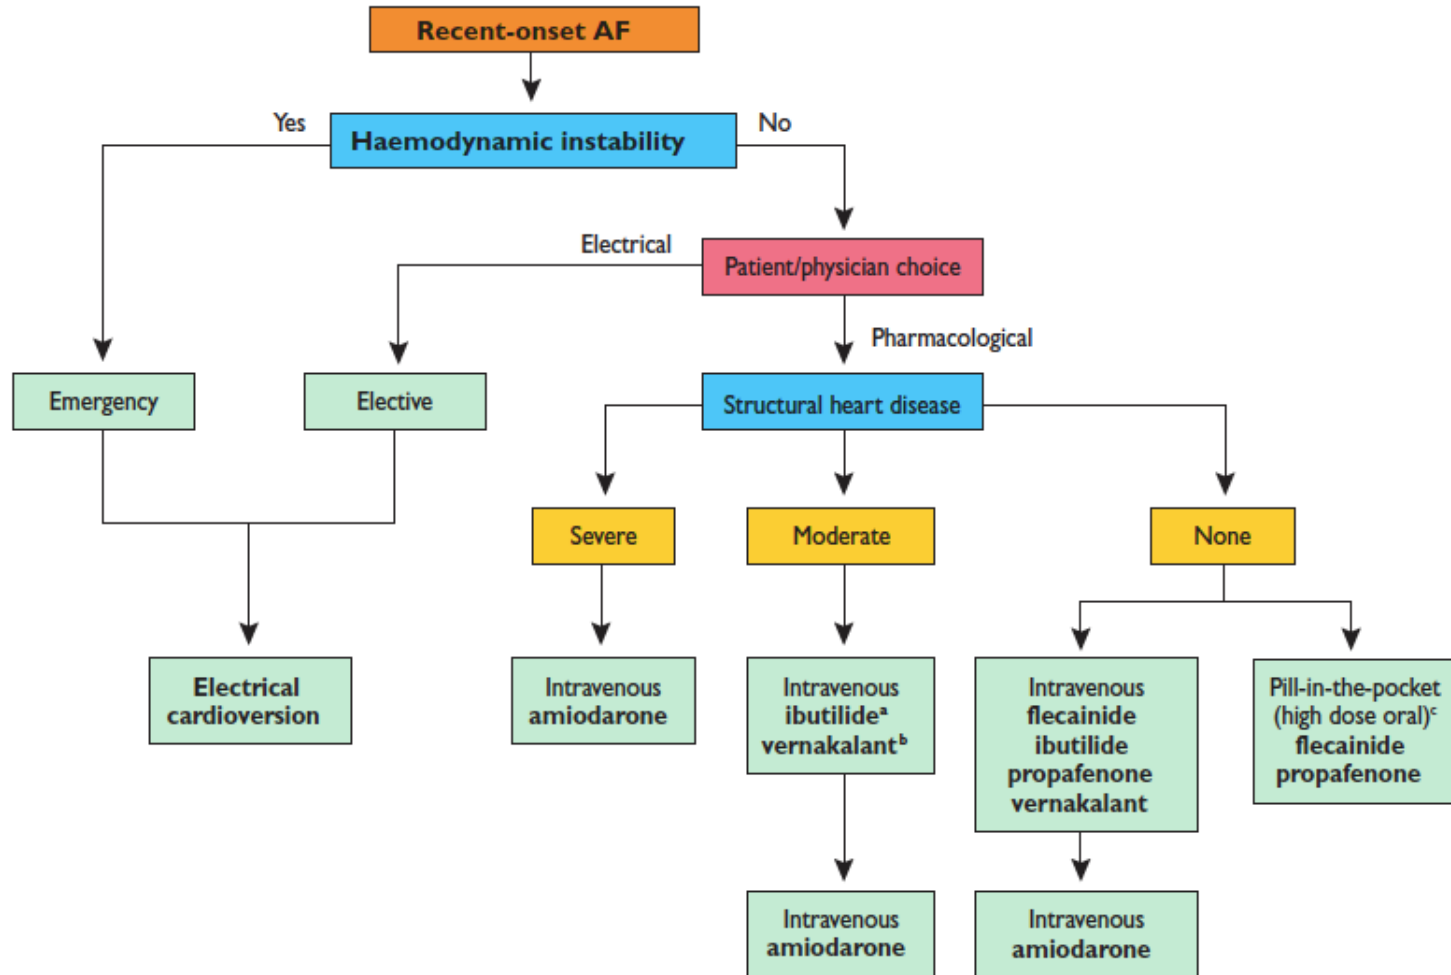 Recent-onset AF
Yes
Haemodynamic instability
No
Electrical
Patient/physician choice
Pharmacological
Emergency
Elective
Structural heart disease
Severe
Moderate
None
Electrical
cardioversion
Intravenous
amiodarone
Intravenous
ibutilideᵃ
vernakalantᵇ
Intravenous
flecainide
ibutilide
propafenone
vernakalant
Pill-in-the-pocket
(high dose oral)ᶜ
flecainide
propafenone
Intravenous
amiodarone
Intravenous
amiodarone